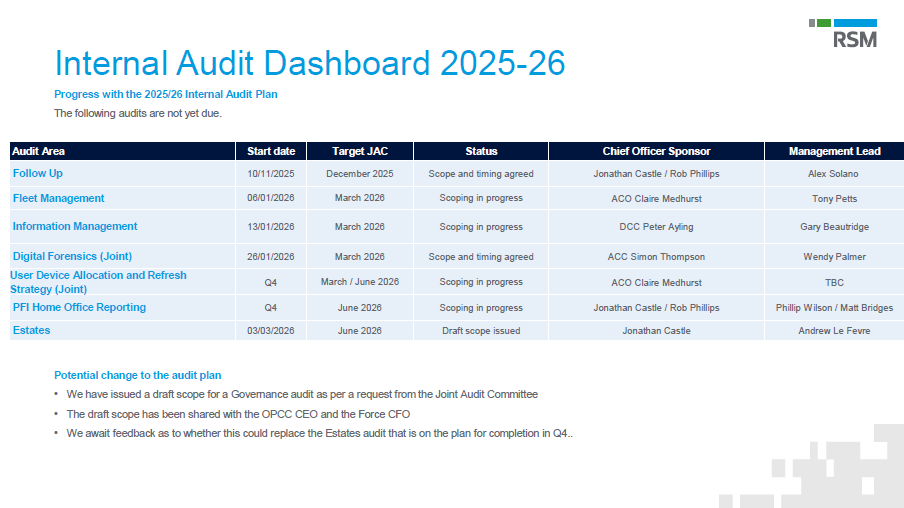 RSM
Internal Audit Dashboard 2025-26
Progress with the 2025/26 Internal Audit Plan
The following audits are not yet due.
Audit Area Start date Target JAC Status Chief Officer Sponsor Management Lead
Follow Up 10/11/2025 December 2025 Scope and timing agreed Jonathan Castle / Rob Phillips Alex Solano
Fleet Management 06/01/2026 March 2026 Scoping in progress ACO Claire Medhurst Tony Petts
Information Management 13/01/2026 March 2026 Scoping in progress DCC Peter Ayling Gary Beautridge
Digital Forensics (Joint) 26/01/2026 March 2026 Scope and timing agreed ACC Simon Thompson Wendy Palmer
User Device Allocation and Refresh
Strategy (Joint) Q4 March / June 2026 Scoping in progress ACO Claire Medhurst TBC
PFI Home Office Reporting Q4 June 2026 Scoping in progress Jonathan Castle / Rob Phillips Phillip Wilson / Matt Bridges
Estates 03/03/2026 June 2026 Draft scope issued Jonathan Castle Andrew Le Fevre
Potential change to the audit plan
• We have issued a draft scope for a Governance audit as per a request from the Joint Audit Committee
• The draft scope has been shared with the OPCC CEO and the Force CFO
• We await feedback as to whether this could replace the Estates audit that is on the plan for completion in Q4..